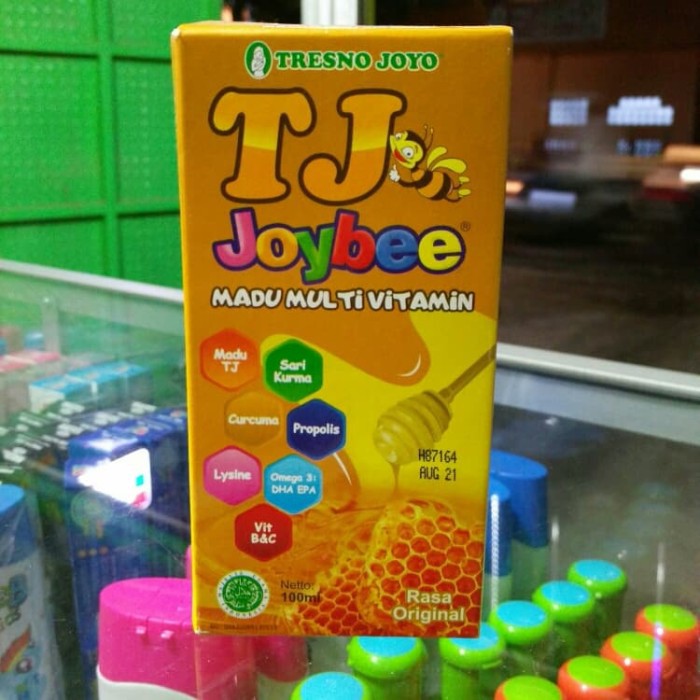 TRESNO JOYO
TJ
Joybee®
MADU MULTI VITAMIN
Madu
TJ
Sari
Kurma
Curcuma
Propolis
Lysine
Omega 3:
DHA EPA
Vit
B&C
H87164
AUG 21
Netto:
100ml
Rasa
Original